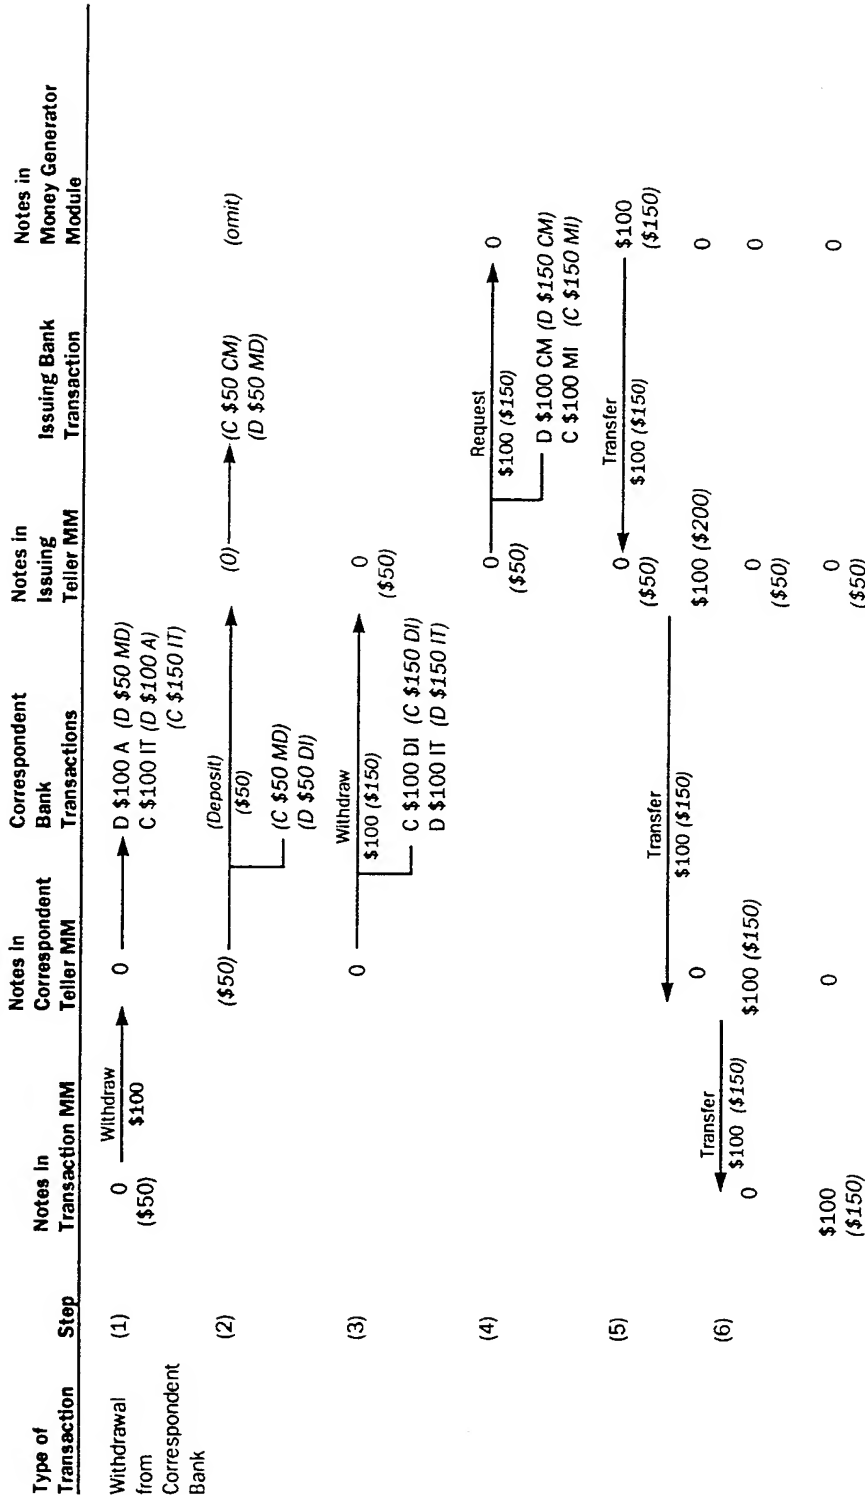 Type of Transaction
Step
Notes In Transaction MM
Notes in Correspondent Teller MM
Correspondent Bank Transactions
Notes in Issuing Teller MM
Issuing Bank Transaction
Notes in Money Generator Module
Withdrawal from Correspondent Bank
(1)
0
($50)
Withdraw
$100
0
D $100 A (D $50 MD)
C $100 IT (D $100 A)
(C $150 IT)
(2)
($50)
(Deposit)
($50)
(C $50 MD)
(D $50 DI)
(0)
(C $50 CM)
(D $50 MD)
(omit)
(3)
0
Withdraw
$100 ($150)
C $100 DI (C $150 DI)
D $100 IT (D $150 IT)
0
($50)
(4)
0
($50)
Request
$100 ($150)
D $100 CM (D $150 CM)
C $100 MI (C $150 MI)
0
(5)
0
($50)
Transfer
$100 ($150)
$100
($150)
Transfer
$100 ($150)
0
$100 ($200)
0
(6)
Transfer
$100 ($150)
0
$100 ($150)
0
($50)
0
$100
($150)
0
0
($50)
0